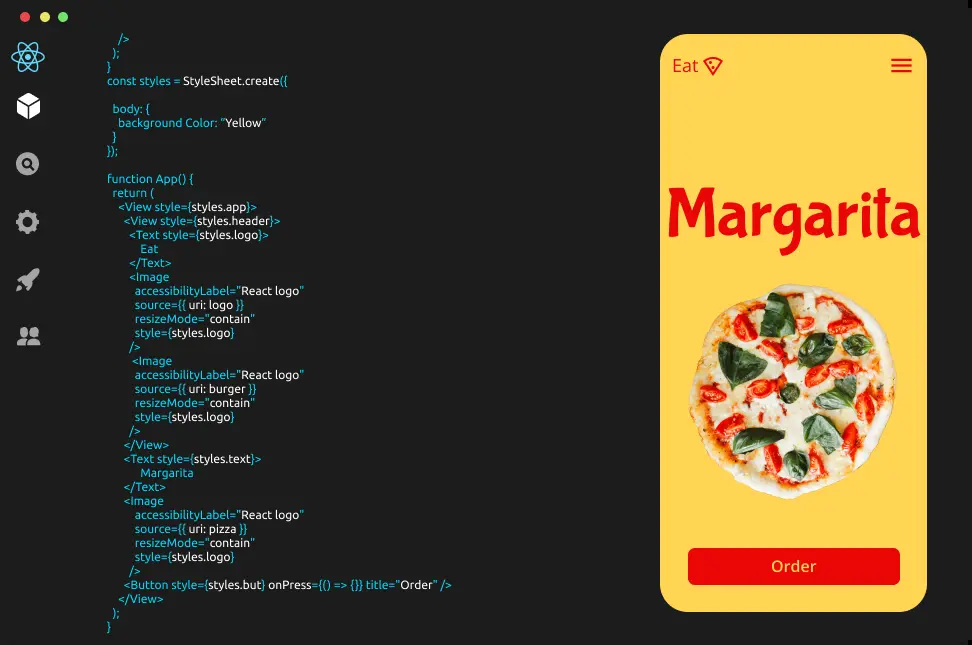 />
);
}
const styles = StyleSheet.create({
body: {
background Color: "Yellow"
}
});
function App() {
return (
<View style={styles.app}>
<View style={styles.header}>
<Text style={styles.logo}>
Eat
</Text>
<Image
accessibilityLabel="React logo"
source={{ uri: logo }}
resizeMode="contain"
style={styles.logo}
/>
<Image
accessibilityLabel="React logo"
source={{ uri: burger }}
resizeMode="contain"
style={styles.logo}
/>
</View>
<Text style={styles.text}>
Margarita
</Text>
<Image
accessibilityLabel="React logo"
source={{ uri: pizza }}
resizeMode="contain"
style={styles.logo}
/>
<Button style={styles.but} onPress={() => {}} title="Order" />
</View>
);
}
Eat
Margarita
Order